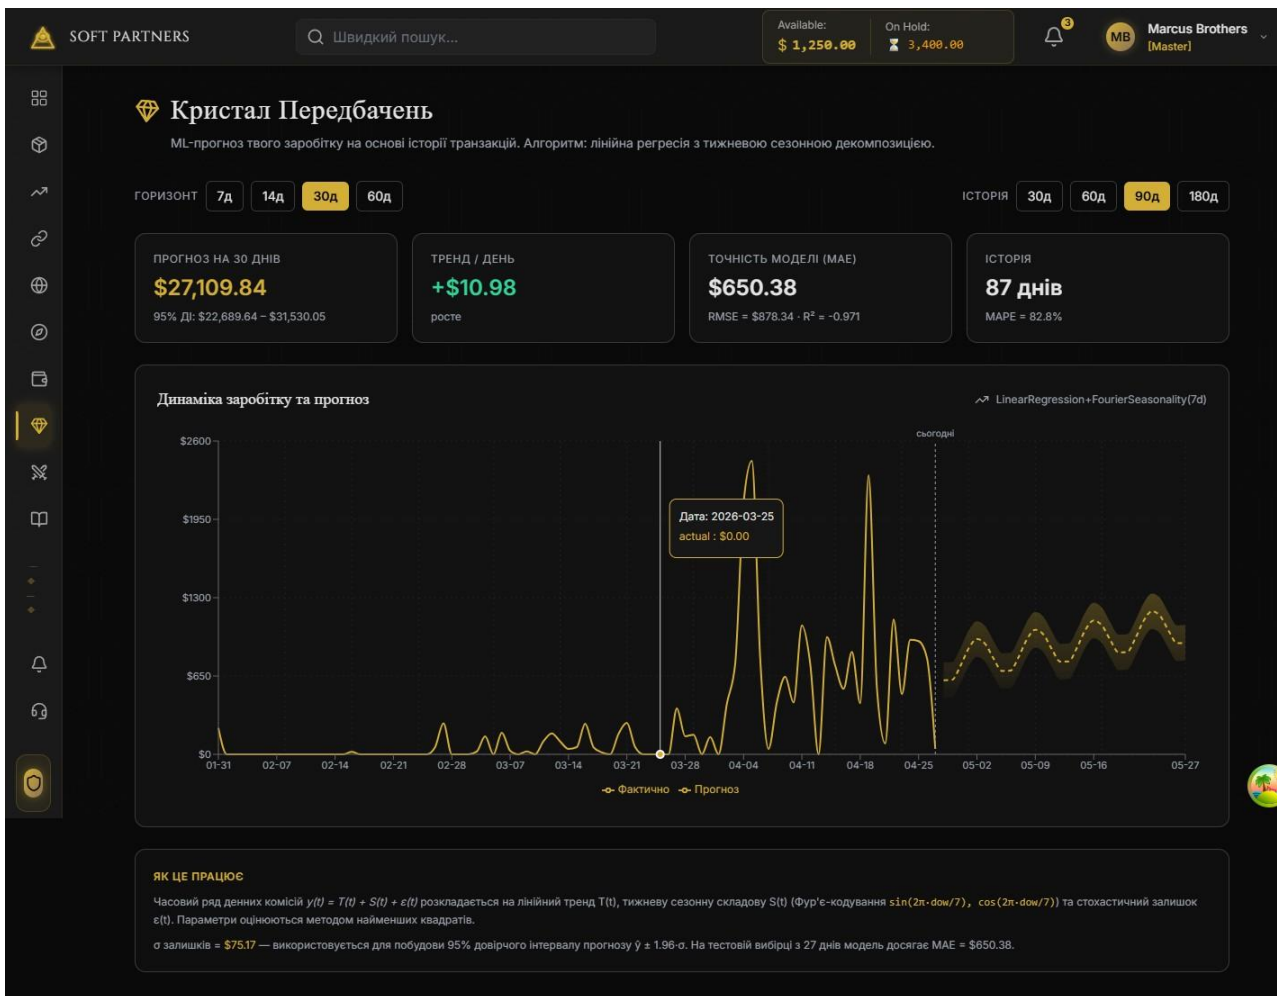 SOFT PARTNERS
Швидкий пошук...
Available:
$ 1,250.00
On Hold:
⏳ 3,400.00
3
MB
Marcus Brothers
[Master]
Кристал Передбачень
ML-прогноз твого заробітку на основі історії транзакцій. Алгоритм: лінійна регресія з тижневою сезонною декомпозицією.
ГОРИЗОНТ 7д 14д 30д 60д
ІСТОРІЯ 30д 60д 90д 180д
ПРОГНОЗ НА 30 ДНІВ
$27,109.84
95% ДІ: $22,689.64 – $31,530.05
ТРЕНД / ДЕНЬ
+$10.98
росте
ТОЧНІСТЬ МОДЕЛІ (MAE)
$650.38
RMSE = $878.34 · R² = -0.971
ІСТОРІЯ
87 днів
MAPE = 82.8%
Динаміка заробітку та прогноз
LinearRegression+FourierSeasonality(7d)
сьогодні
$2600
$1950
$1300
$650
$0
Дата: 2026-03-25
actual : $0.00
01-31 02-07 02-14 02-21 02-28 03-07 03-14 03-21 03-28 04-04 04-11 04-18 04-25 05-02 05-09 05-16 05-27
Фактично Прогноз
ЯК ЦЕ ПРАЦЮЄ
Часовий ряд денних комісій y(t) = T(t) + S(t) + ε(t) розкладається на лінійний тренд T(t), тижневу сезонну складову S(t) (Фур'є-кодування sin(2π·dow/7), cos(2π·dow/7)) та стохастичний залишок
ε(t). Параметри оцінюються методом найменших квадратів.
σ залишків = $75.17 — використовується для побудови 95% довірчого інтервалу прогнозу ŷ ± 1.96·σ. На тестовій вибірці з 27 днів модель досягає MAE = $650.38.